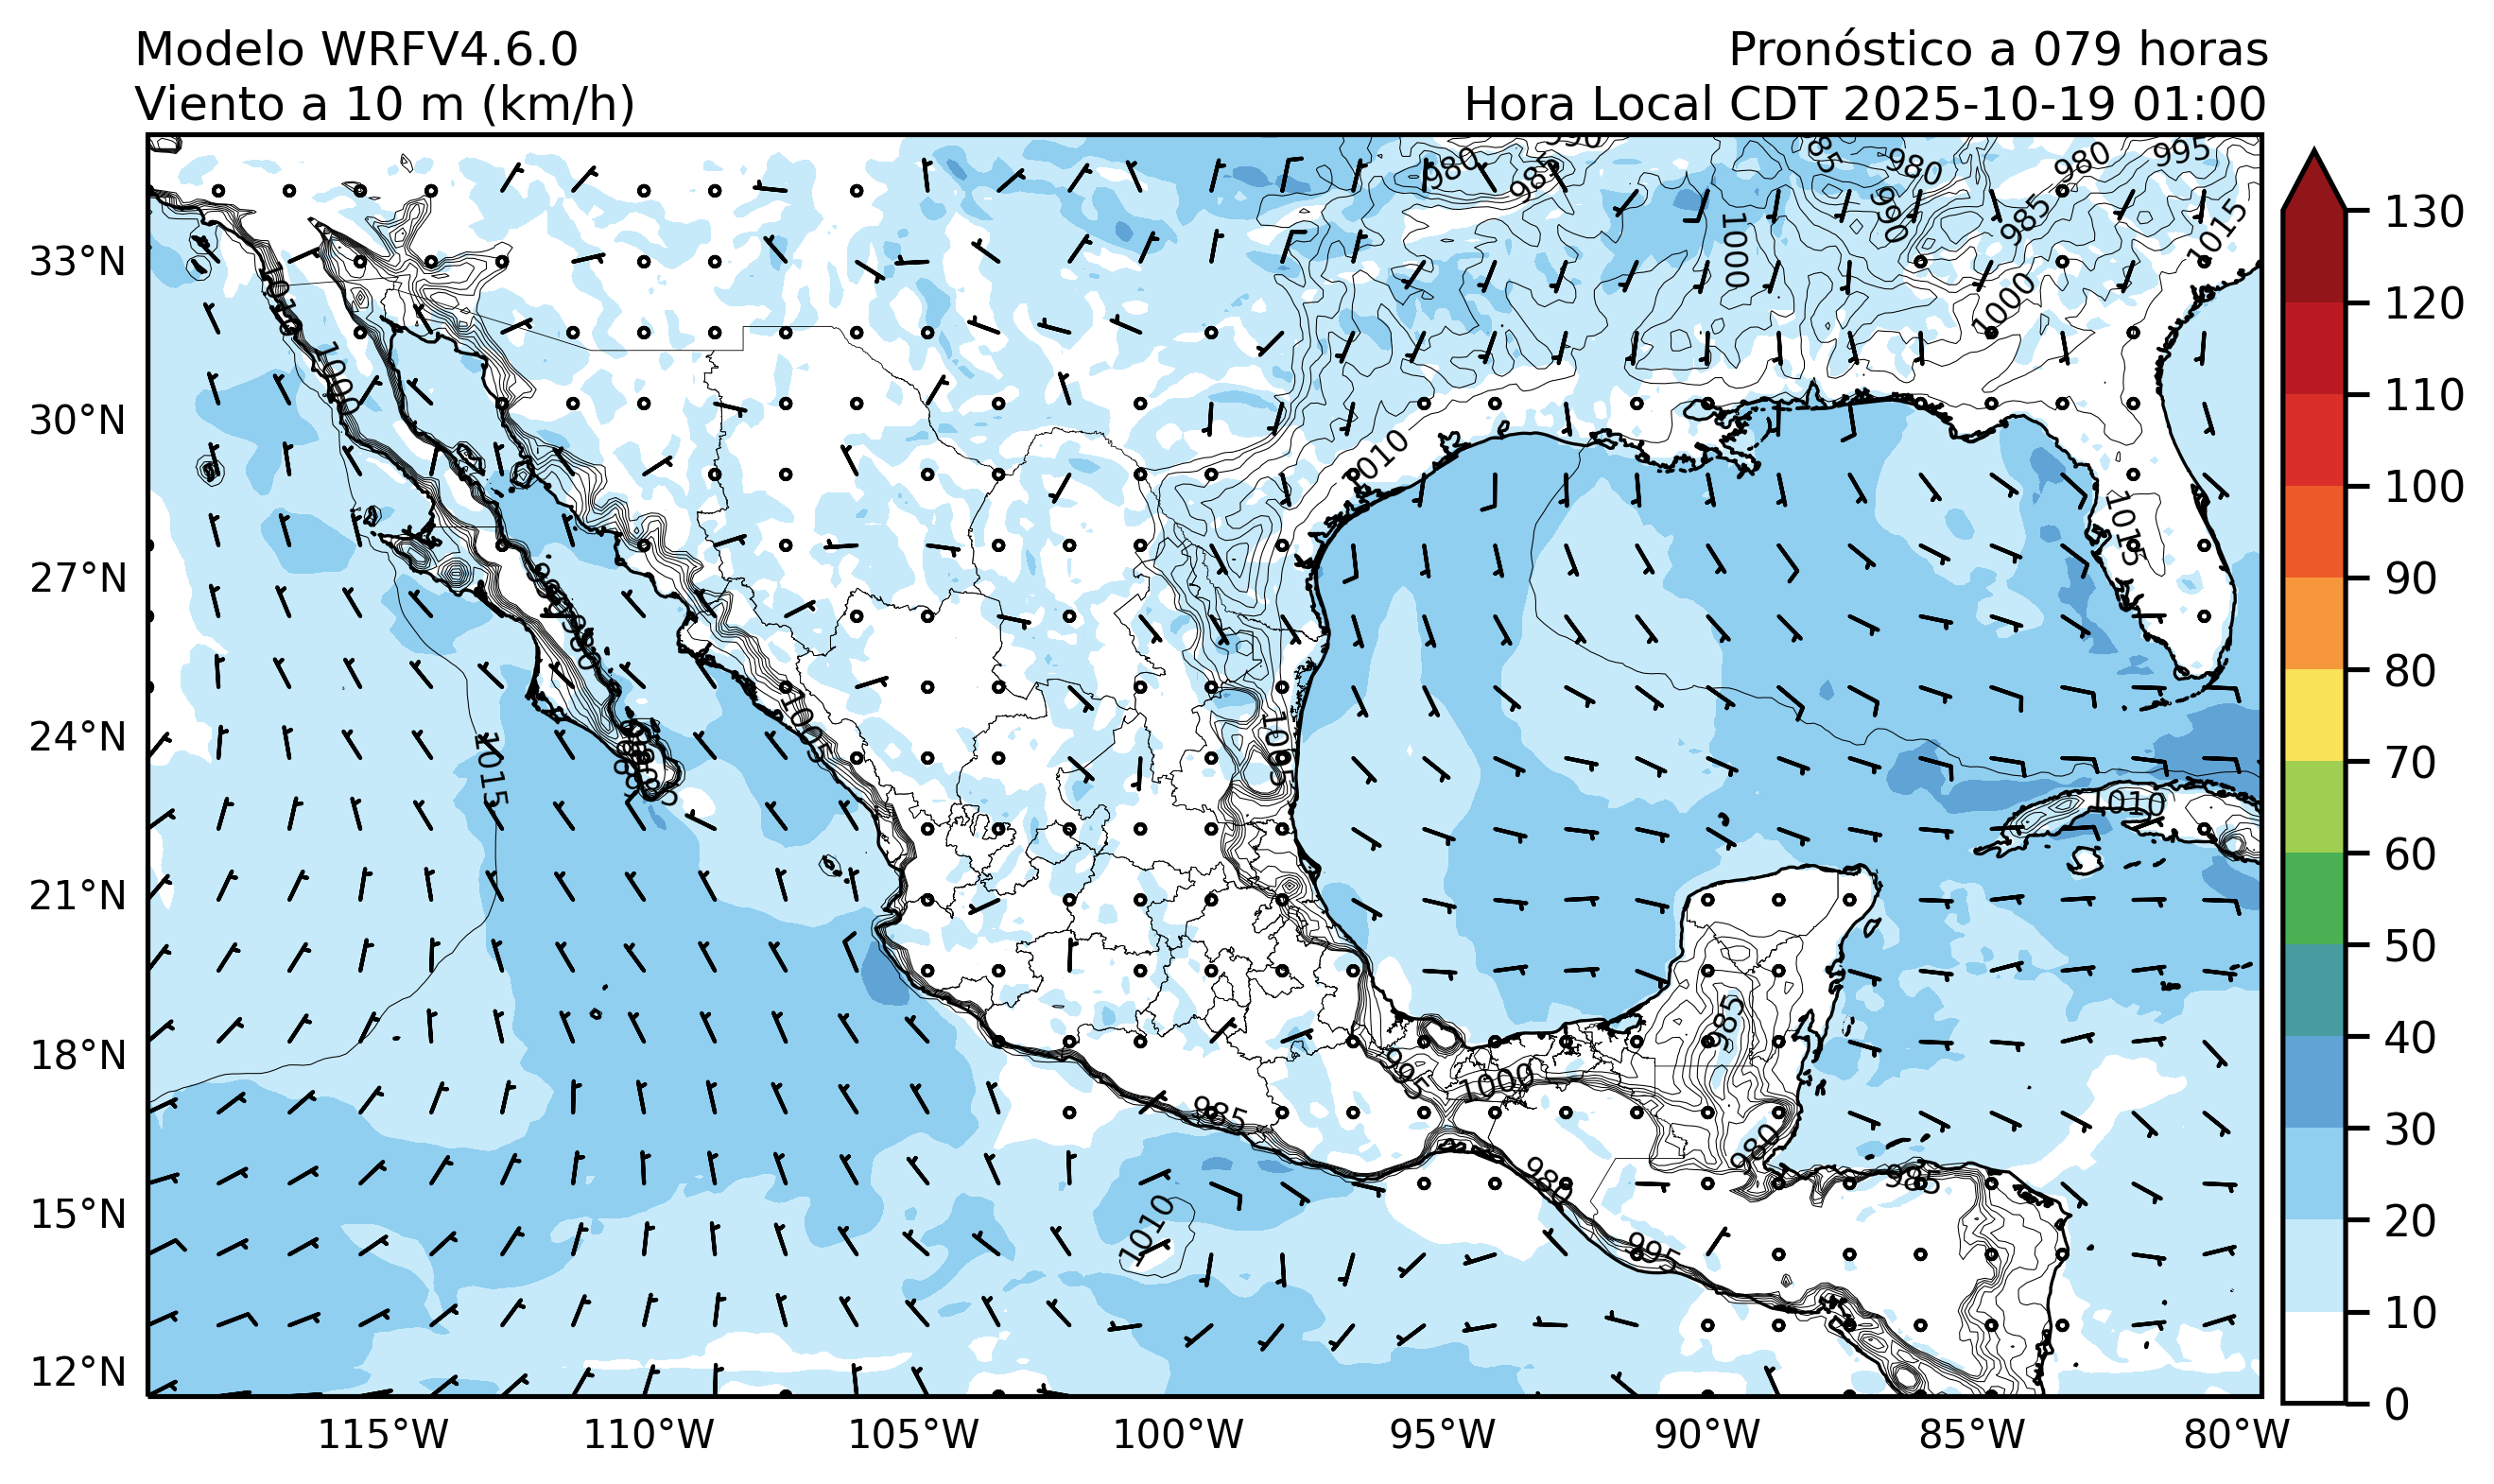 Modelo WRFV4.6.0
Pronóstico a 079 horas
Viento a 10 m (km/h)
Hora Local CDT 2025-10-19 01:00
980
985
990
985
980
990
985
980
995
1015
1000
1000
1010
1000
1010
1015
1015
1005
1005
1010
985
995
1000
985
980
980
985
1010
995
33°N
30°N
27°N
24°N
21°N
18°N
15°N
12°N
115°W
110°W
105°W
100°W
95°W
90°W
85°W
80°W
130
120
110
100
90
80
70
60
50
40
30
20
10
0